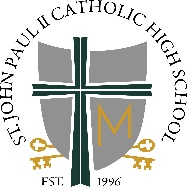 ST. JOHN PAUL II CATHOLIC HIGH SCHOOL
M
EST. 1996